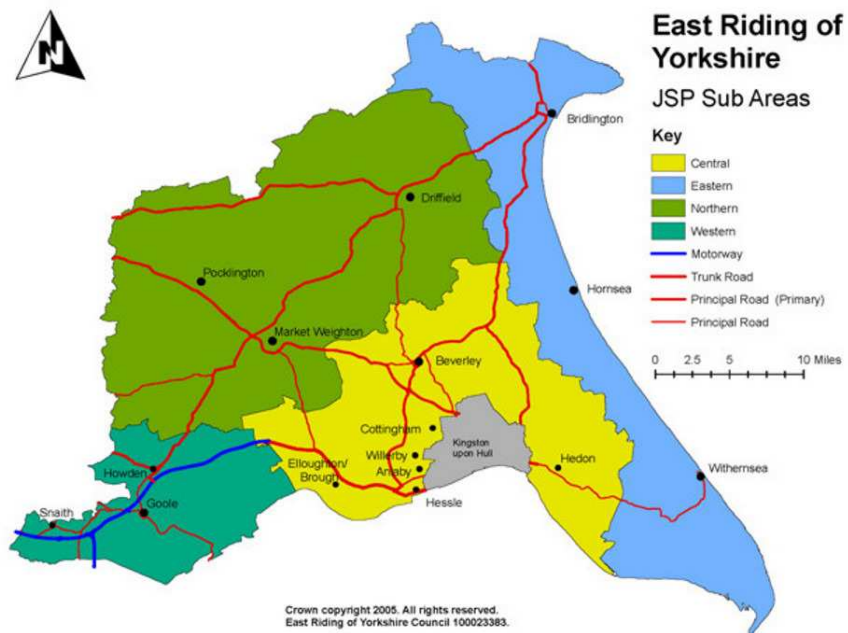 N
East Riding of
Yorkshire
JSP Sub Areas
Key
Central
Eastern
Northern
Western
Motorway
Trunk Road
Principal Road (Primary)
Principal Road
0 2.5 5 10 Miles
Bridlington
Driffield
Pocklington
Hornsea
Market Weighton
Beverley
Cottingham
Kingston
upon Hull
Willerby
Anlaby
Elloughton/
Brough
Hedon
Withernsea
Howden
Hessle
Snaith
Goole
Crown copyright 2005. All rights reserved.
East Riding of Yorkshire Council 100023383.